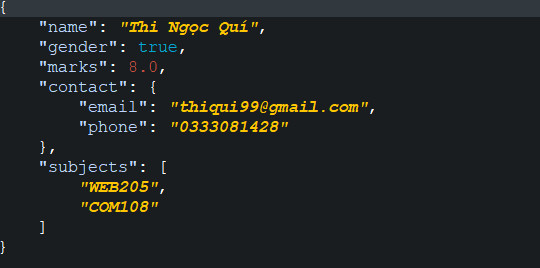 {
    "name": "Thi Ngọc Quí",
    "gender": true,
    "marks": 8.0,
    "contact": {
        "email": "thiqui99@gmail.com",
        "phone": "0333081428"
    },
    "subjects": [
        "WEB205",
        "COM108"
    ]
}